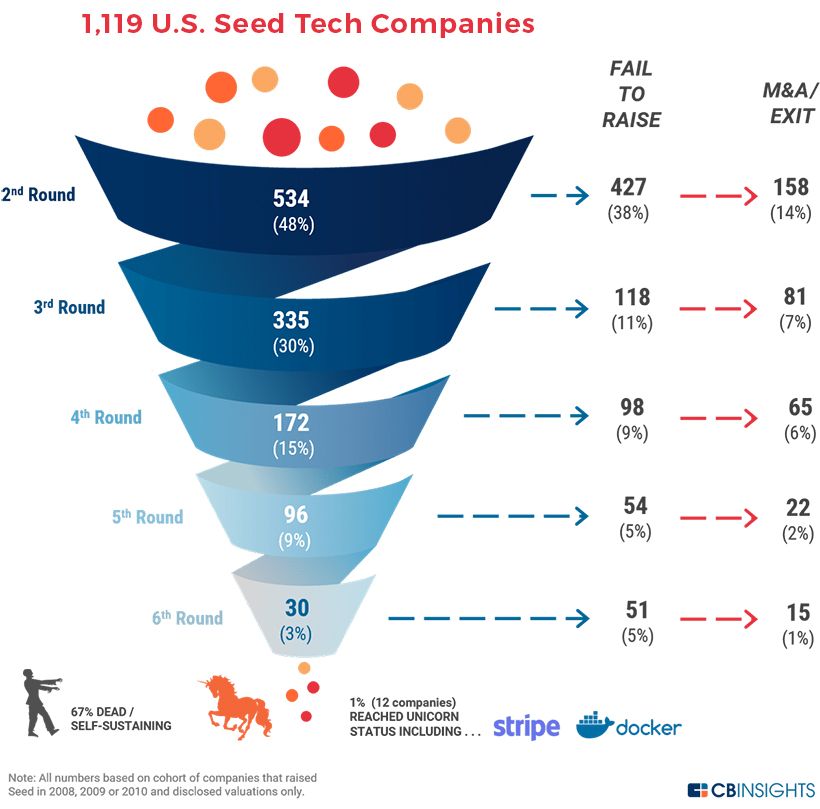 1,119 U.S. Seed Tech Companies
FAIL
TO
RAISE
M&A/
EXIT
2nd Round
534
(48%)
427
(38%)
158
(14%)
3rd Round
335
(30%)
118
(11%)
81
(7%)
4th Round
172
(15%)
98
(9%)
65
(6%)
5th Round
96
(9%)
54
(5%)
22
(2%)
6th Round
30
(3%)
51
(5%)
15
(1%)
67% DEAD /
SELF-SUSTAINING
1% (12 companies)
REACHED UNICORN
STATUS INCLUDING . . .
stripe
docker
Note: All numbers based on cohort of companies that raised
Seed in 2008, 2009 or 2010 and disclosed valuations only.
CBINSIGHTS